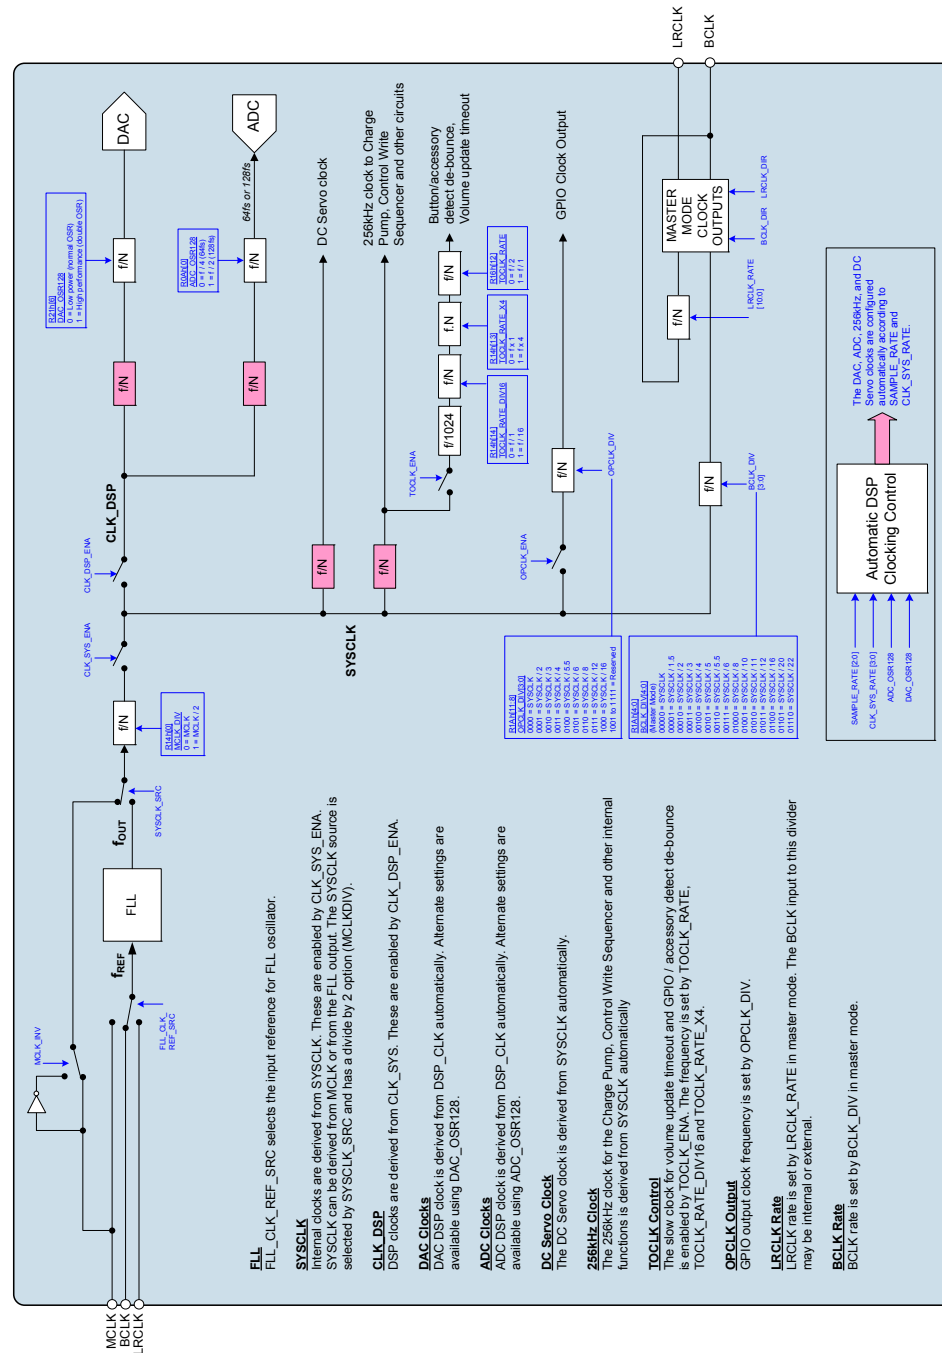 MCLK
BCLK
LRCLK
MCLK_INV
FLL_CLK_
REF_SRC
fREF
FLL
fOUT
SYSCLK_SRC
f/N
R14h[0]
MCLK_DIV
0 = MCLK
1 = MCLK / 2
CLK_SYS_ENA
CLK_DSP_ENA
CLK_DSP
SYSCLK
f/N
f/N
R21h[6]
DAC_OSR128
0 = Low power (normal OSR)
1 = High performance (double OSR)
DAC
f/N
f/N
R0Ah[0]
ADC_OSR128
0 = f / 4 (64fs)
1 = f / 2 (128fs)
64fs or 128fs
ADC
f/N
DC Servo clock
f/N
256kHz clock to Charge
Pump, Control Write
Sequencer and other circuits
TOCLK_ENA
f/1024
f/N
f.N
f/N
R14h[14]
TOCLK_RATE_DIV16
0 = f / 1
1 = f / 16
R14h[13]
TOCLK_RATE_X4
0 = f x 1
1 = f x 4
R16h[12]
TOCLK_RATE
0 = f / 2
1 = f / 1
Button/accessory
detect de-bounce,
Volume update timeout
OPCLK_ENA
f/N
OPCLK_DIV
GPIO Clock Output
R1Ah[11:8]
OPCLK_DIV[3:0]
0000 = SYSCLK
0001 = SYSCLK / 2
0010 = SYSCLK / 3
0011 = SYSCLK / 4
0100 = SYSCLK / 5.5
0101 = SYSCLK / 6
0110 = SYSCLK / 8
0111 = SYSCLK / 12
1000 = SYSCLK / 16
1001 to 1111 = Reserved
f/N
BCLK_DIV
[3:0]
R1Ah[4:0]
BCLK_DIV[4:0]
(Master Mode)
00000 = SYSCLK
00001 = SYSCLK / 1.5
00010 = SYSCLK / 2
00011 = SYSCLK / 3
00100 = SYSCLK / 4
00101 = SYSCLK / 5
00110 = SYSCLK / 5.5
00111 = SYSCLK / 6
01000 = SYSCLK / 8
01001 = SYSCLK / 10
01010 = SYSCLK / 11
01011 = SYSCLK / 12
01100 = SYSCLK / 16
01101 = SYSCLK / 20
01110 = SYSCLK / 22
f/N
LRCLK_RATE
[10:0]
MASTER
MODE
CLOCK
OUTPUTS
BCLK_DIR
LRCLK_DIR
LRCLK
BCLK
SAMPLE_RATE [2:0]
CLK_SYS_RATE [3:0]
ADC_OSR128
DAC_OSR128
Automatic DSP
Clocking Control
The DAC, ADC, 256kHz, and DC
Servo clocks are configured
automatically according to
SAMPLE_RATE and
CLK_SYS_RATE.
FLL
FLL_CLK_REF_SRC selects the input reference for FLL oscillator.
SYSCLK
Internal clocks are derived from SYSCLK. These are enabled by CLK_SYS_ENA.
SYSCLK can be derived from MCLK or from the FLL output. The SYSCLK source is
selected by SYSCLK_SRC and has a divide by 2 option (MCLKDIV).
CLK_DSP
DSP clocks are derived from CLK_SYS. These are enabled by CLK_DSP_ENA.
DAC Clocks
DAC DSP clock is derived from DSP_CLK automatically. Alternate settings are
available using DAC_OSR128.
ADC Clocks
ADC DSP clock is derived from DSP_CLK automatically. Alternate settings are
available using ADC_OSR128.
DC Servo Clock
The DC Servo clock is derived from SYSCLK automatically.
256kHz Clock
The 256kHz clock for the Charge Pump, Control Write Sequencer and other internal
functions is derived from SYSCLK automatically
TOCLK Control
The slow clock for volume update timeout and GPIO / accessory detect de-bounce
is enabled by TOCLK_ENA. The frequency is set by TOCLK_RATE,
TOCLK_RATE_DIV16 and TOCLK_RATE_X4.
OPCLK Output
GPIO output clock frequency is set by OPCLK_DIV.
LRCLK Rate
LRCLK rate is set by LRCLK_RATE in master mode. The BCLK input to this divider
may be internal or external.
BCLK Rate
BCLK rate is set by BCLK_DIV in master mode.